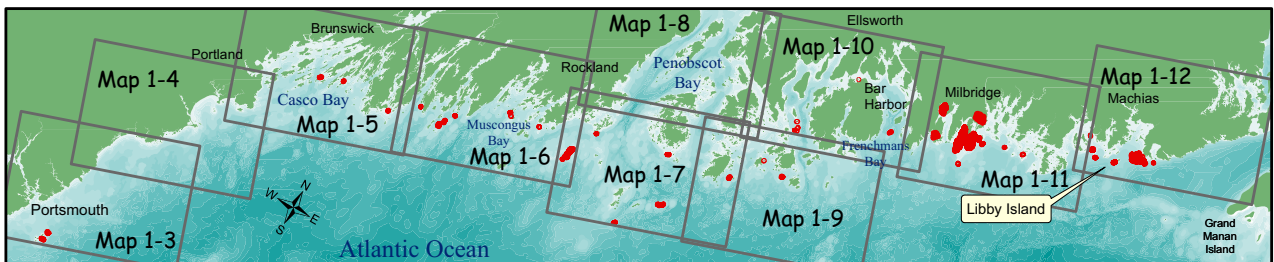 Map 1-8
Ellsworth
Brunswick
Map 1-10
Portland
Penobscot
Bay
Map 1-4
Rockland
Map 1-12
Bar
Harbor
Milbridge
Machias
Casco Bay
Map 1-5
Muscongus
Bay
Frenchmans
Bay
Map 1-6
Map 1-7
Map 1-11
N
W
E
S
Libby Island
Portsmouth
Map 1-3
Map 1-9
Atlantic Ocean
Grand
Manan
Island